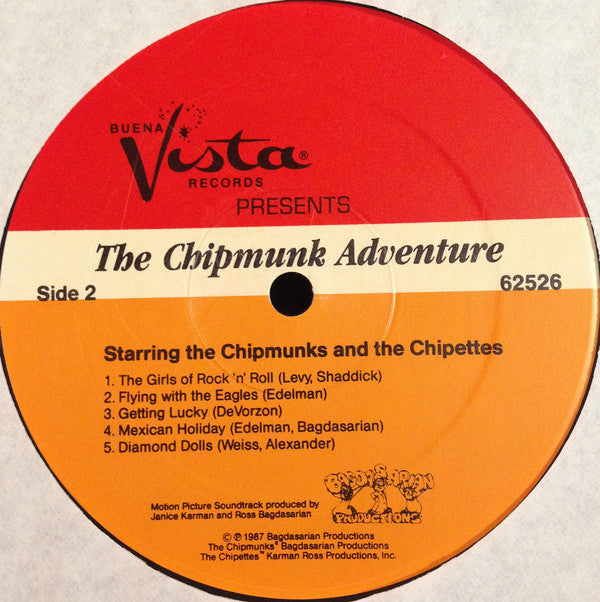 BUENA
Vista®
RECORDS
PRESENTS
The Chipmunk Adventure
Side 2
62526
Starring the Chipmunks and the Chipettes
1. The Girls of Rock 'n' Roll (Levy, Shaddick)
2. Flying with the Eagles (Edelman)
3. Getting Lucky (DeVorzon)
4. Mexican Holiday (Edelman, Bagdasarian)
5. Diamond Dolls (Weiss, Alexander)
BAGDASARIAN
PRODUCTIONS
Motion Picture Soundtrack produced by
Janice Karman and Ross Bagdasarian
© ℗ 1987 Bagdasarian Productions
The Chipmunks® Bagdasarian Productions
The Chipettes™ Karman Ross Productions, Inc.